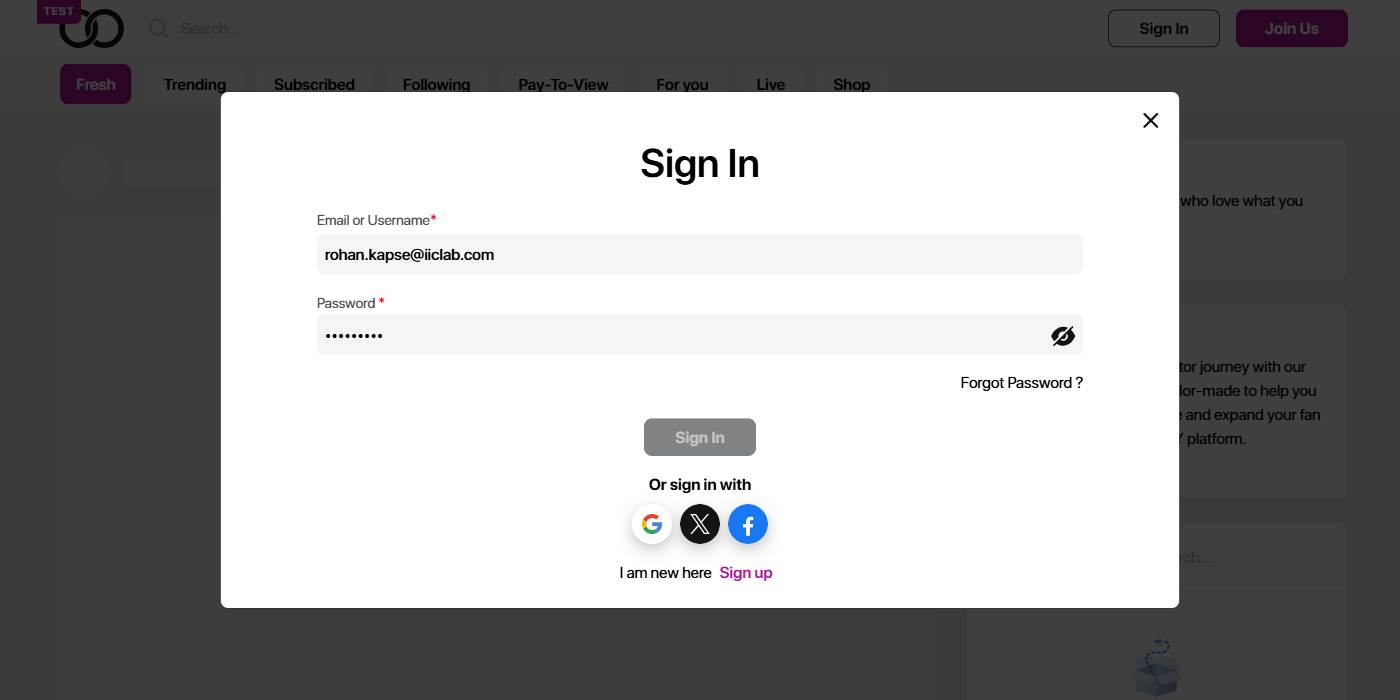 TEST
Search...
Sign In
Join Us
Fresh
Trending
Subscribed
Following
Pay-To-View
For you
Live
Shop
Sign In
Email or Username*
rohan.kapse@iiclab.com
Password *
•••••••••
Forgot Password ?
Sign In
Or sign in with
I am new here Sign up
who love what you
tor journey with our
lor-made to help you
and expand your fan
platform.
rch...